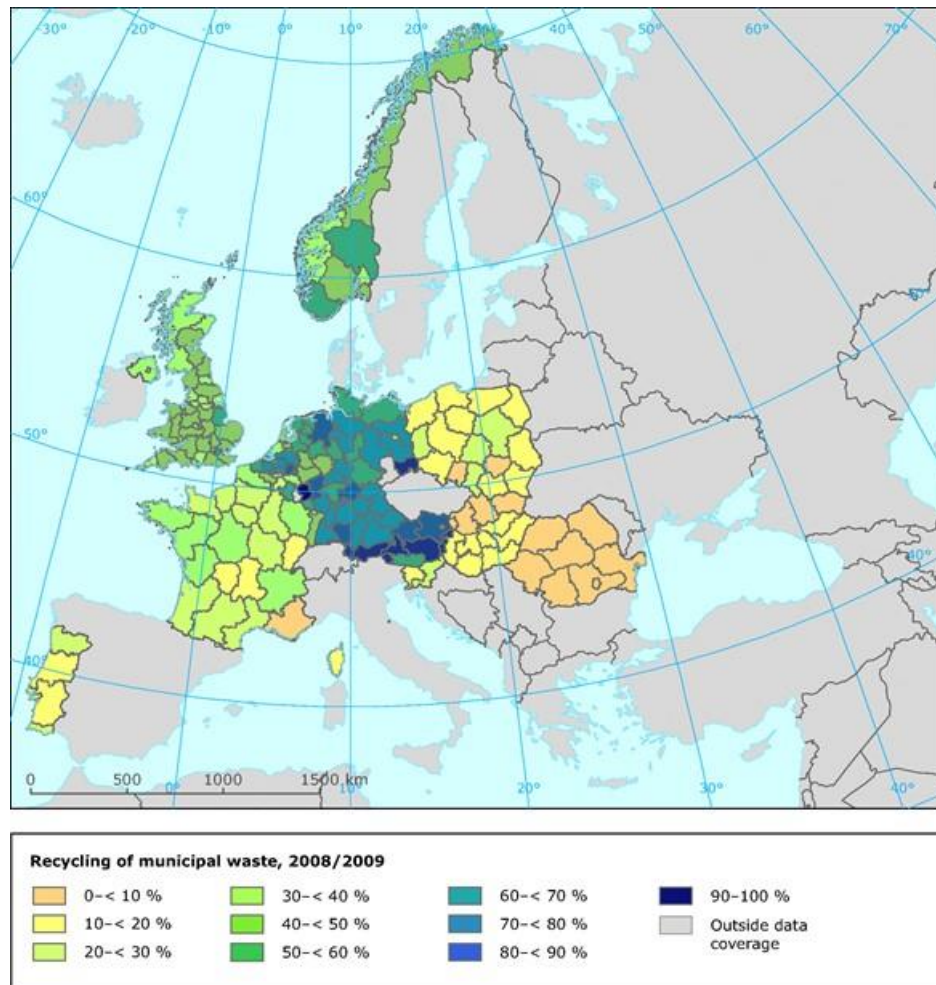 -30° -20° -10° 0° 10° 20° 30° 40° 50° 60° 70°
60°
50°
40°
40°
0 500 1000 1500 km
0° 10° 20° 30° 40°
Recycling of municipal waste, 2008/2009
0–< 10 % 30–< 40 % 60–< 70 % 90–100 %
10–< 20 % 40–< 50 % 70–< 80 % Outside data
coverage
20–< 30 % 50–< 60 % 80–< 90 %